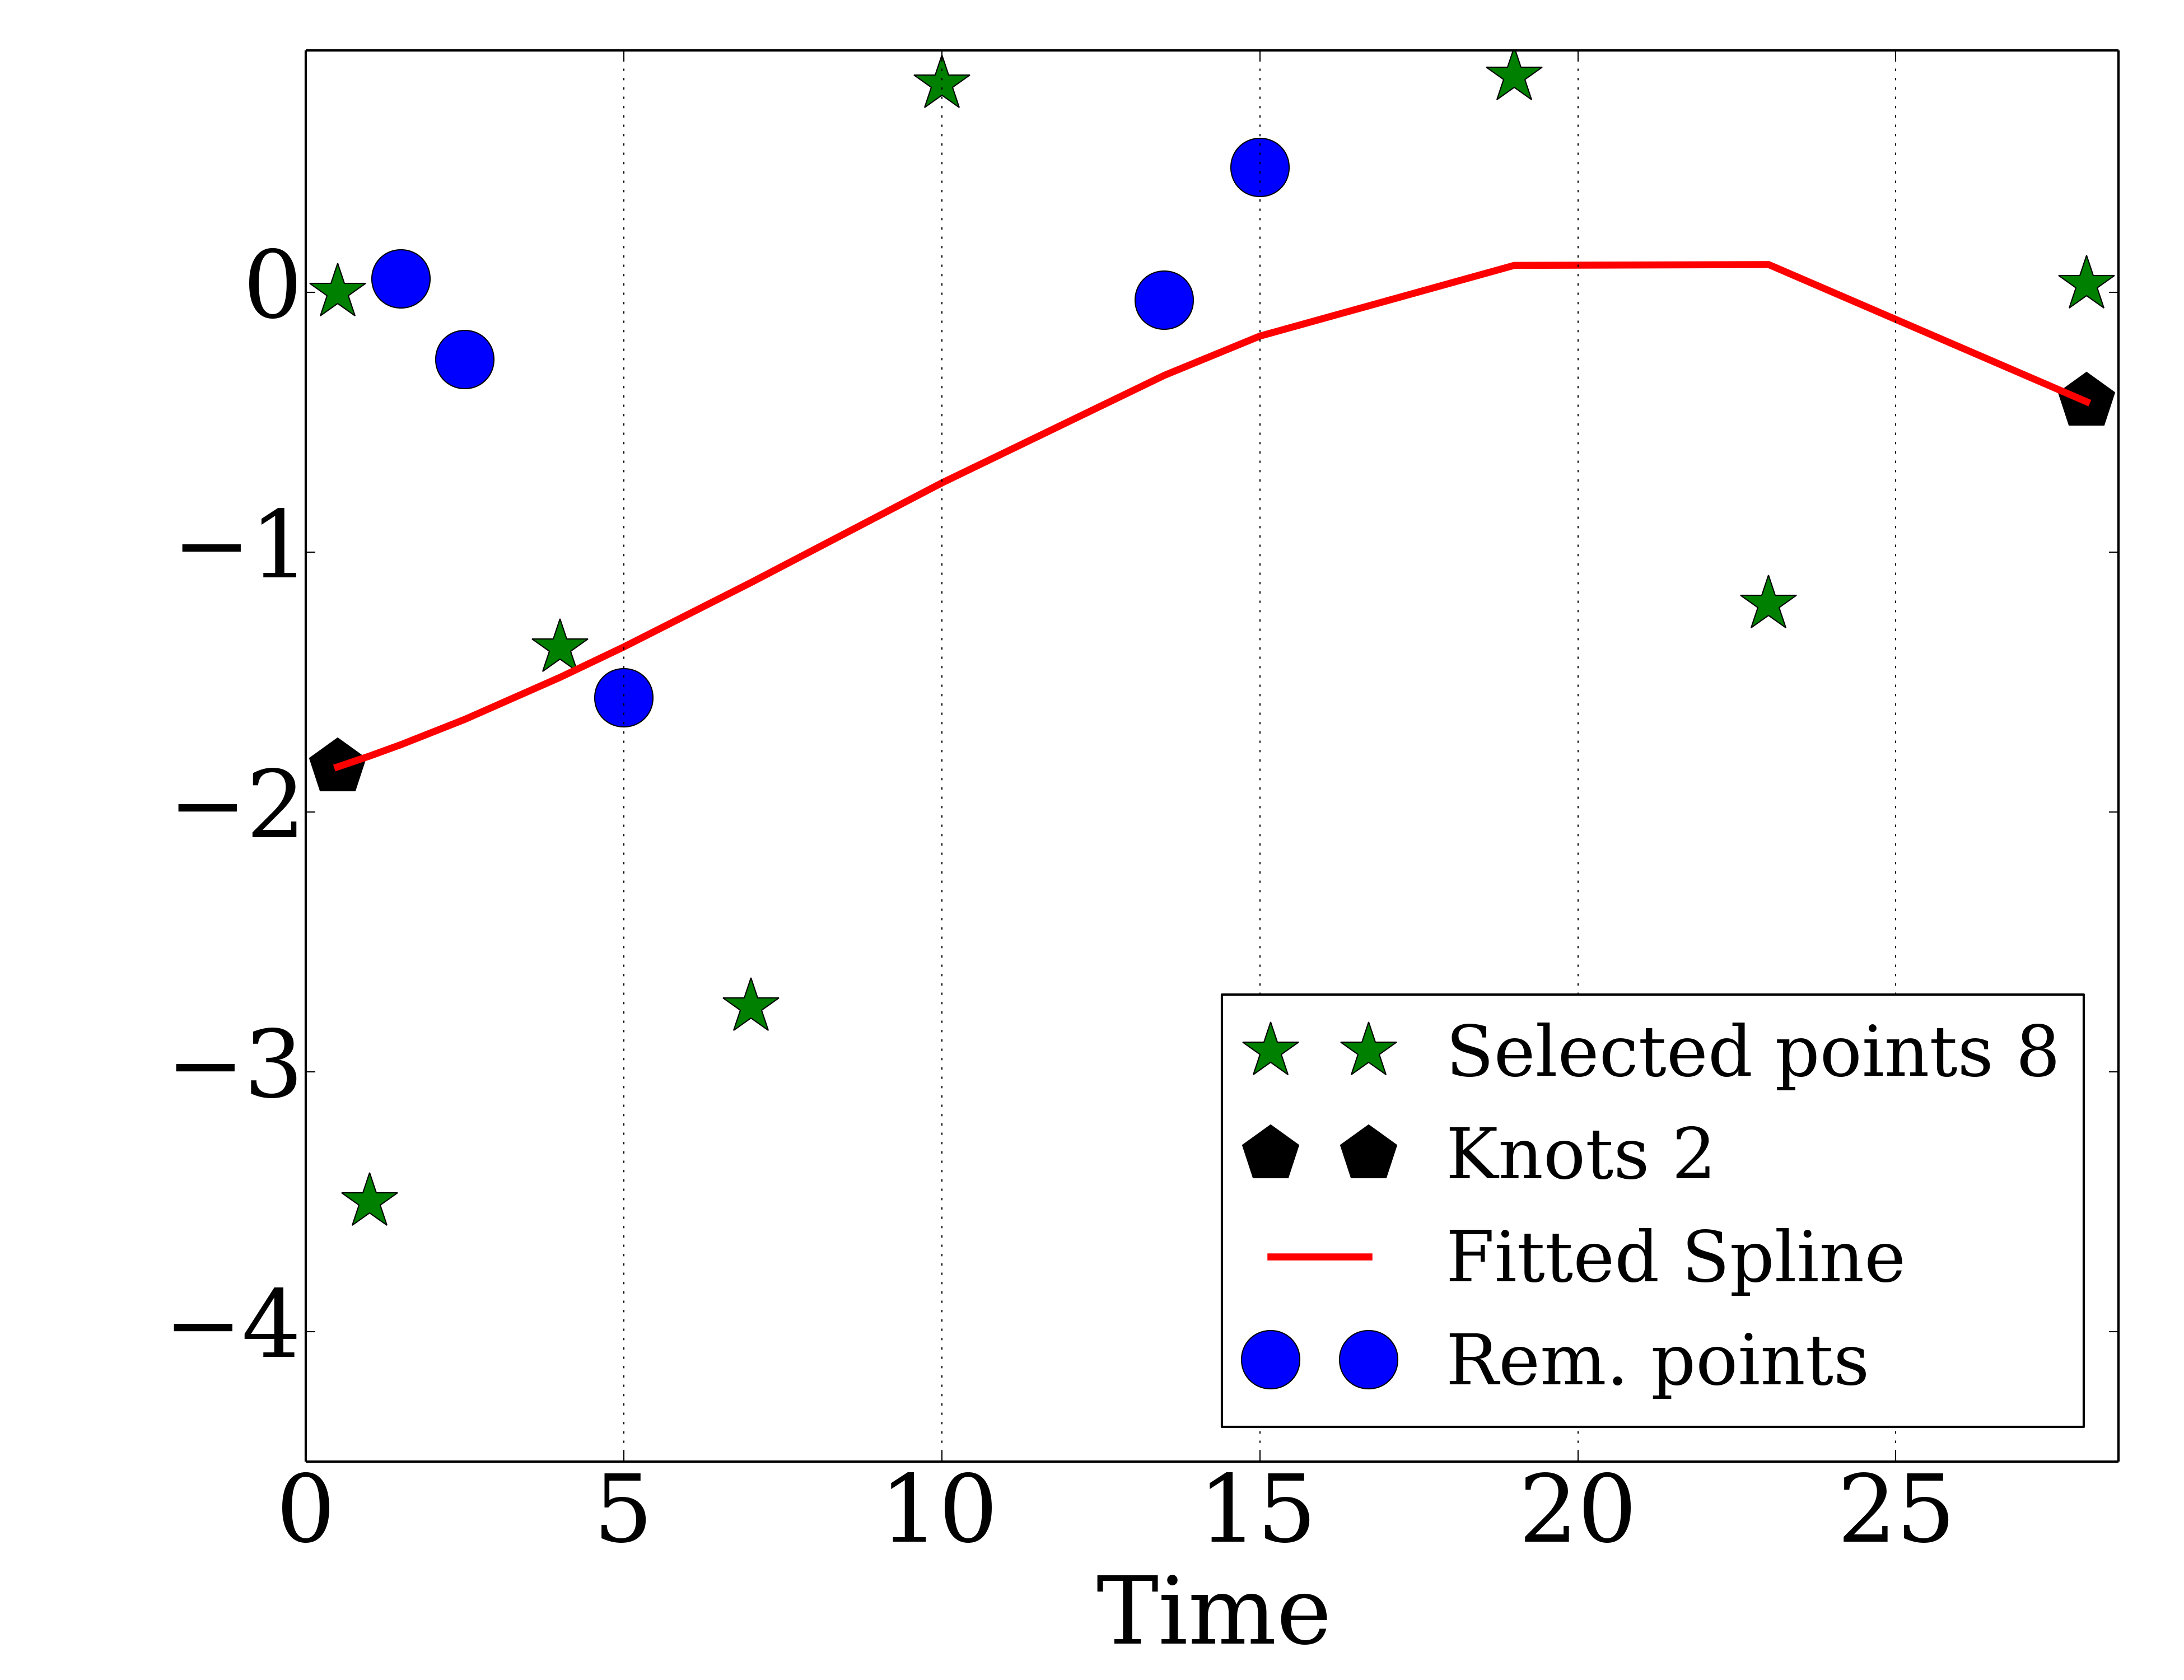 0
−1
−2
−3
−4
Selected points 8
Knots 2
Fitted Spline
Rem. points
0 5 10 15 20 25
Time